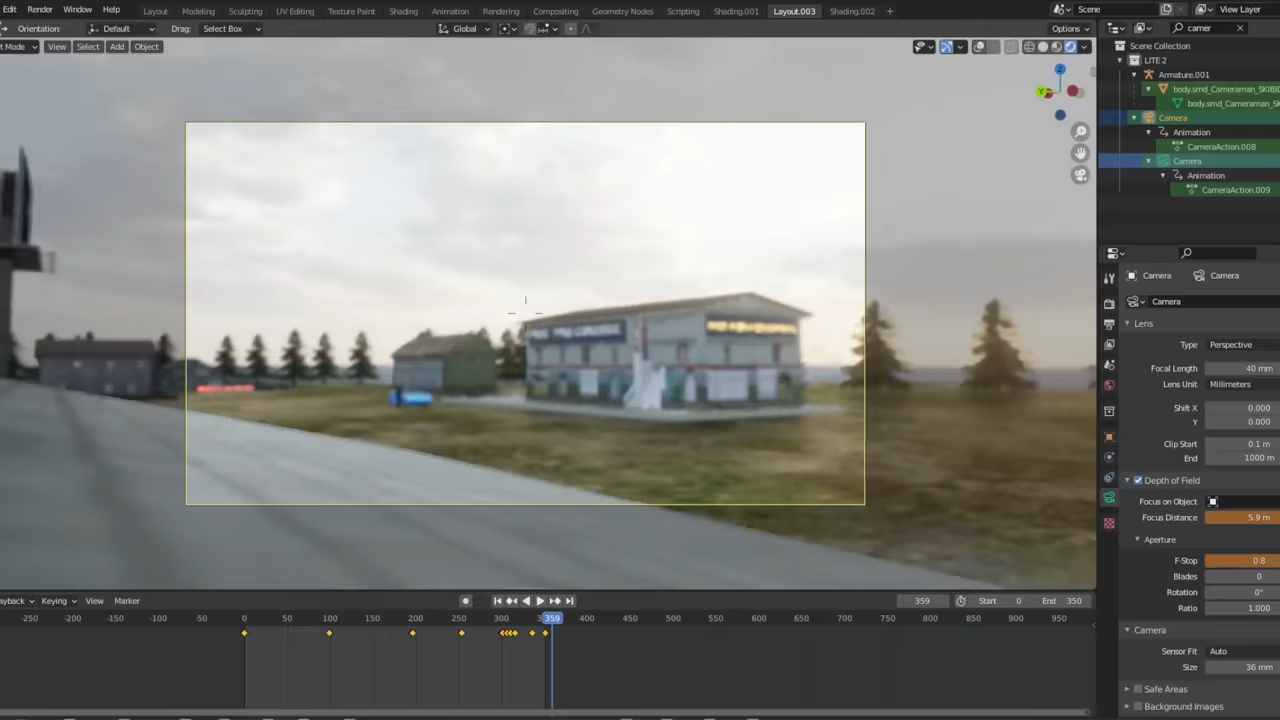 Edit Render Window Help Layout Modeling Sculpting UV Editing Texture Paint Shading Animation Rendering Compositing Geometry Nodes Scripting Shading.001 Layout.003 Shading.002 + Scene View Layer
Orientation: Default Drag: Select Box Global Options camer
t Mode View Select Add Object Scene Collection
LITE 2
Armature.001
body.smd_Cameraman_SKIBI
body.smd_Cameraman_S
Camera
Animation
CameraAction.008
Camera
Animation
CameraAction.009
Z
Y
Camera Camera
Camera
Lens
Type Perspective
Focal Length 40 mm
Lens Unit Millimeters
Shift X 0.000
Y 0.000
Clip Start 0.1 m
End 1000 m
Depth of Field
Focus on Object
Focus Distance 5.9 m
Aperture
F-Stop 0.8
Blades 0
Rotation 0°
Ratio 1.000
Camera
Sensor Fit Auto
Size 36 mm
Safe Areas
Background Images
ayback Keying View Marker 359 Start 0 End 350
-250 -200 -150 -100 -50 0 50 100 150 200 250 300 359 400 450 500 550 600 650 700 750 800 850 900 950